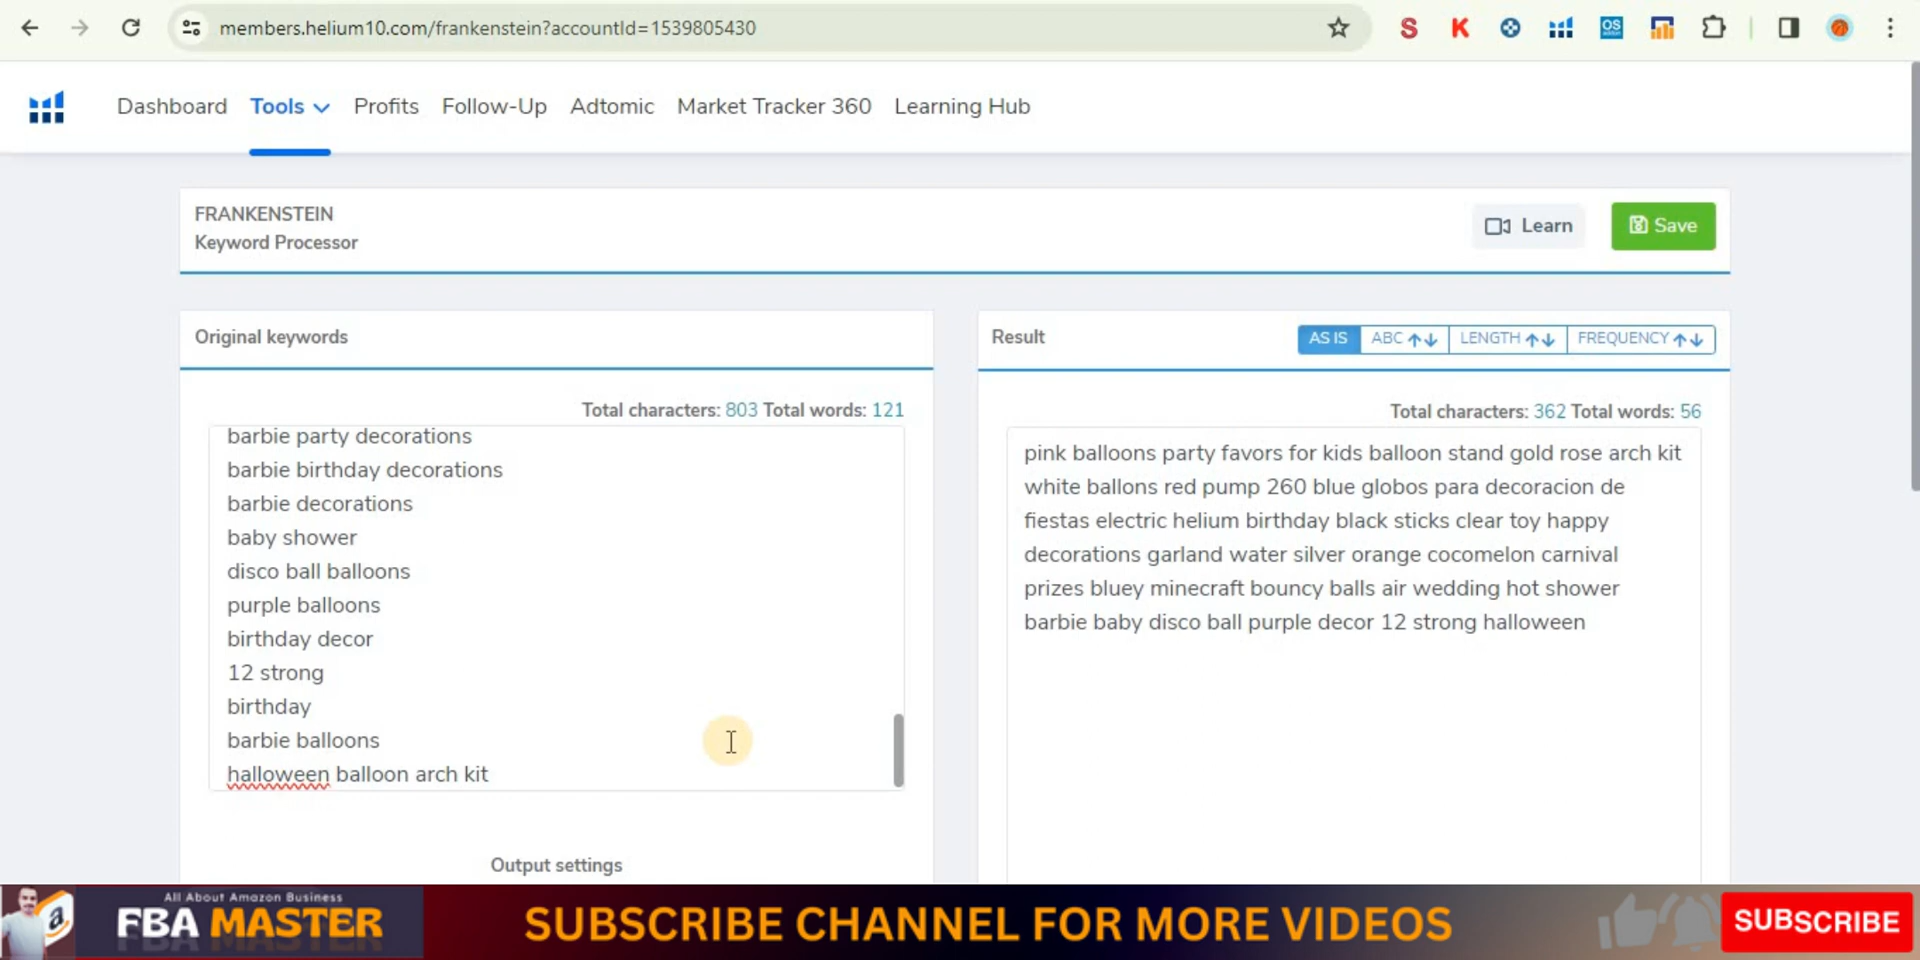 members.helium10.com/frankenstein?accountId=1539805430
Dashboard Tools Profits Follow-Up Adtomic Market Tracker 360 Learning Hub
FRANKENSTEIN
Keyword Processor
Learn Save
Original keywords
Total characters: 803 Total words: 121
barbie party decorations
barbie birthday decorations
barbie decorations
baby shower
disco ball balloons
purple balloons
birthday decor
12 strong
birthday
barbie balloons
halloween balloon arch kit
Output settings
Result AS IS ABC LENGTH FREQUENCY
Total characters: 362 Total words: 56
pink balloons party favors for kids balloon stand gold rose arch kit
white ballons red pump 260 blue globos para decoracion de
fiestas electric helium birthday black sticks clear toy happy
decorations garland water silver orange cocomelon carnival
prizes bluey minecraft bouncy balls air wedding hot shower
barbie baby disco ball purple decor 12 strong halloween
All About Amazon Business
FBA MASTER
SUBSCRIBE CHANNEL FOR MORE VIDEOS
SUBSCRIBE